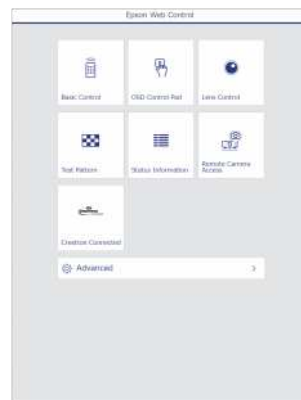 Epson Web Control
Basic Control
OSD Control Pad
Lens Control
Test Pattern
Status Information
Remote Camera
Access
Crestron Connected
Advanced